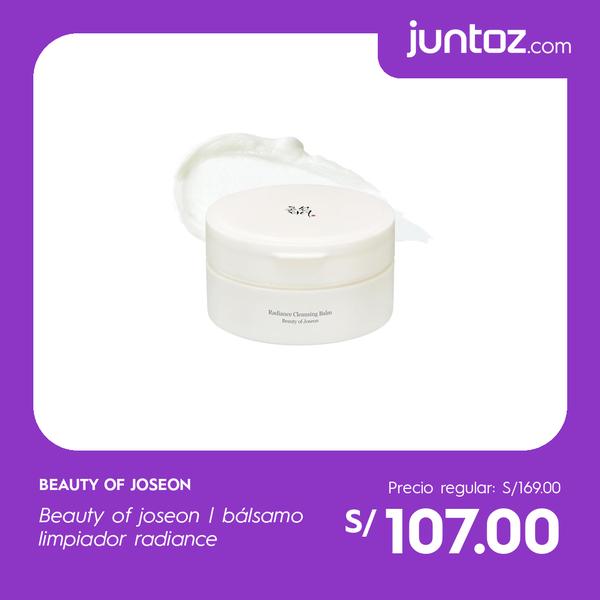 juntoz.com
Radiance Cleansing Balm
Beauty of Joseon
BEAUTY OF JOSEON
Beauty of joseon | bálsamo
limpiador radiance
Precio regular: S/169.00
S/107.00